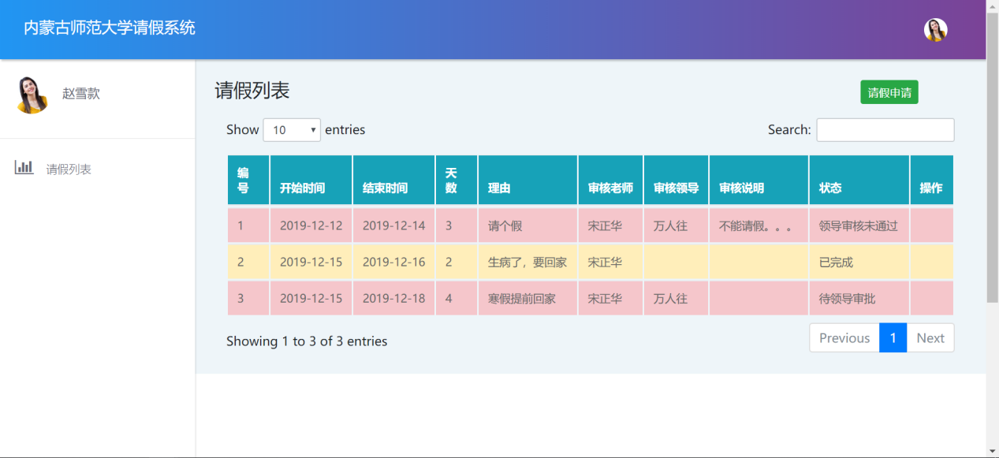 内蒙古师范大学请假系统
赵雪款
请假列表
请假列表 请假申请
Show 10 entries Search:
编号 开始时间 结束时间 天数 理由 审核老师 审核领导 审核说明 状态 操作
1 2019-12-12 2019-12-14 3 请个假 宋正华 万人往 不能请假。。。 领导审核未通过
2 2019-12-15 2019-12-16 2 生病了，要回家 宋正华 已完成
3 2019-12-15 2019-12-18 4 寒假提前回家 宋正华 万人往 待领导审批
Showing 1 to 3 of 3 entries Previous 1 Next